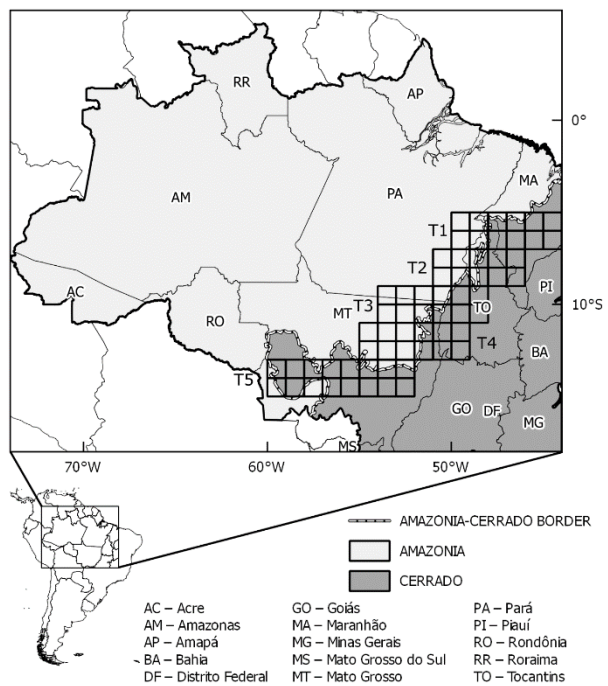 RR
AP
0°
AM
PA
MA
T1
T2
PI
AC
RO
MT
T3
TO
10°S
T4
BA
T5
GO
DF
MG
MS
70°W
60°W
50°W
AMAZONIA-CERRADO BORDER
AMAZONIA
CERRADO
AC – Acre
GO – Goiás
PA – Pará
AM – Amazonas
MA – Maranhão
PI – Piauí
AP – Amapá
MG – Minas Gerais
RO – Rondônia
BA – Bahia
MS – Mato Grosso do Sul
RR – Roraima
DF – Distrito Federal
MT – Mato Grosso
TO – Tocantins